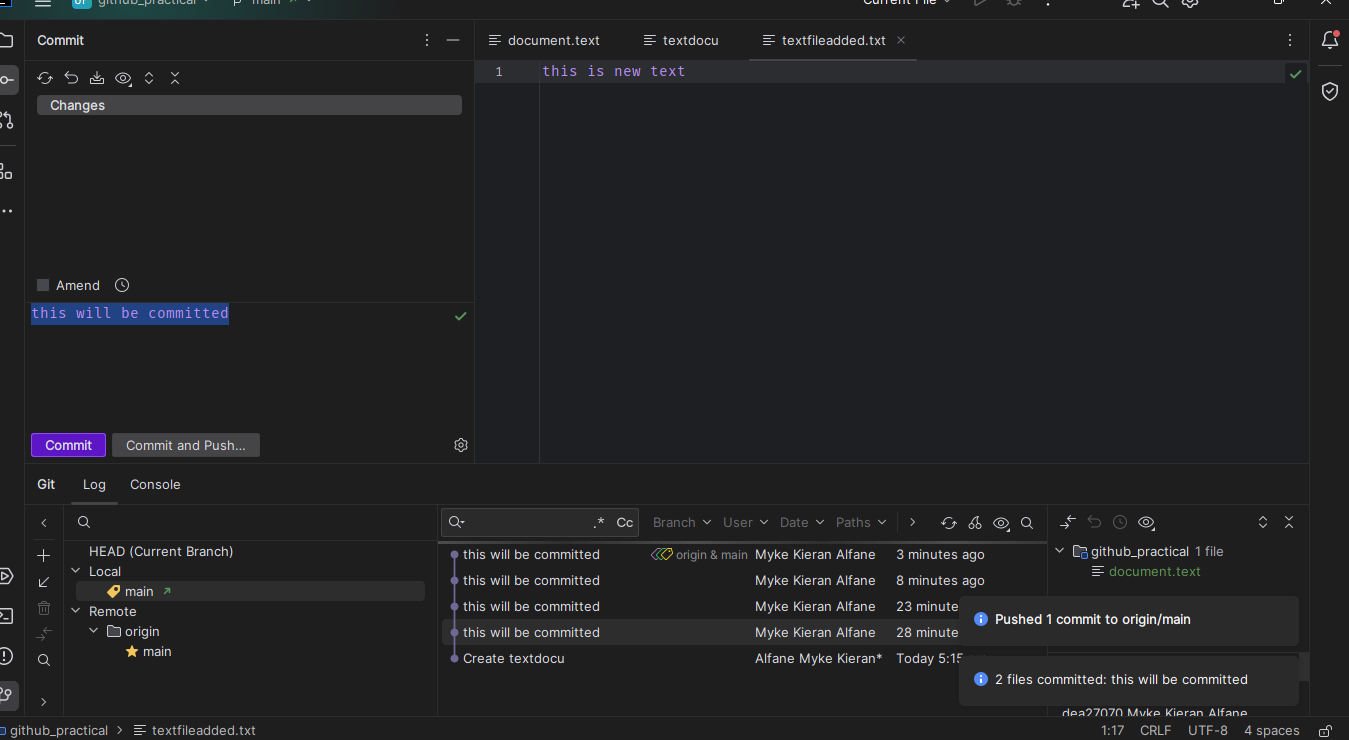 github_practical main Current File
Commit
document.text textdocu textfileadded.txt
1 this is new text
Changes
Amend
this will be committed
Commit Commit and Push...
Git Log Console
.* Cc Branch User Date Paths
HEAD (Current Branch)
Local
main
Remote
origin
main
this will be committed origin & main Myke Kieran Alfane 3 minutes ago
this will be committed Myke Kieran Alfane 8 minutes ago
this will be committed Myke Kieran Alfane 23 minute
this will be committed Myke Kieran Alfane 28 minute
Create textdocu Alfane Myke Kieran* Today 5:15
github_practical 1 file
document.text
Pushed 1 commit to origin/main
2 files committed: this will be committed
dea27070 Myke Kieran Alfane
github_practical textfileadded.txt 1:17 CRLF UTF-8 4 spaces